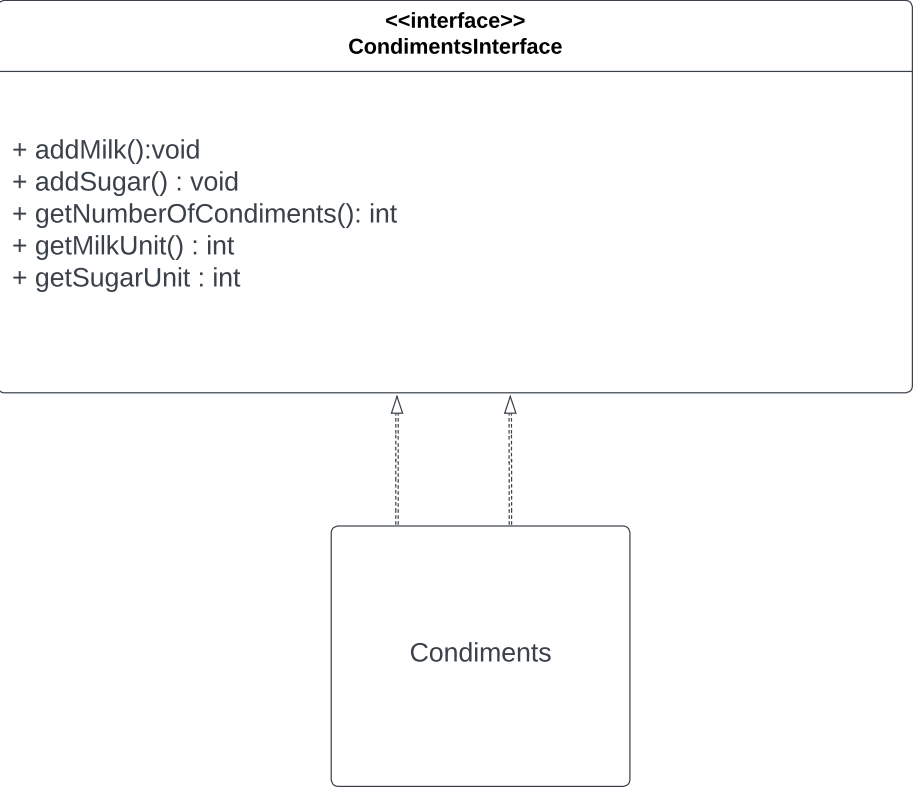 <<interface>>
CondimentsInterface
+ addMilk():void
+ addSugar() : void
+ getNumberOfCondiments(): int
+ getMilkUnit() : int
+ getSugarUnit : int
Condiments